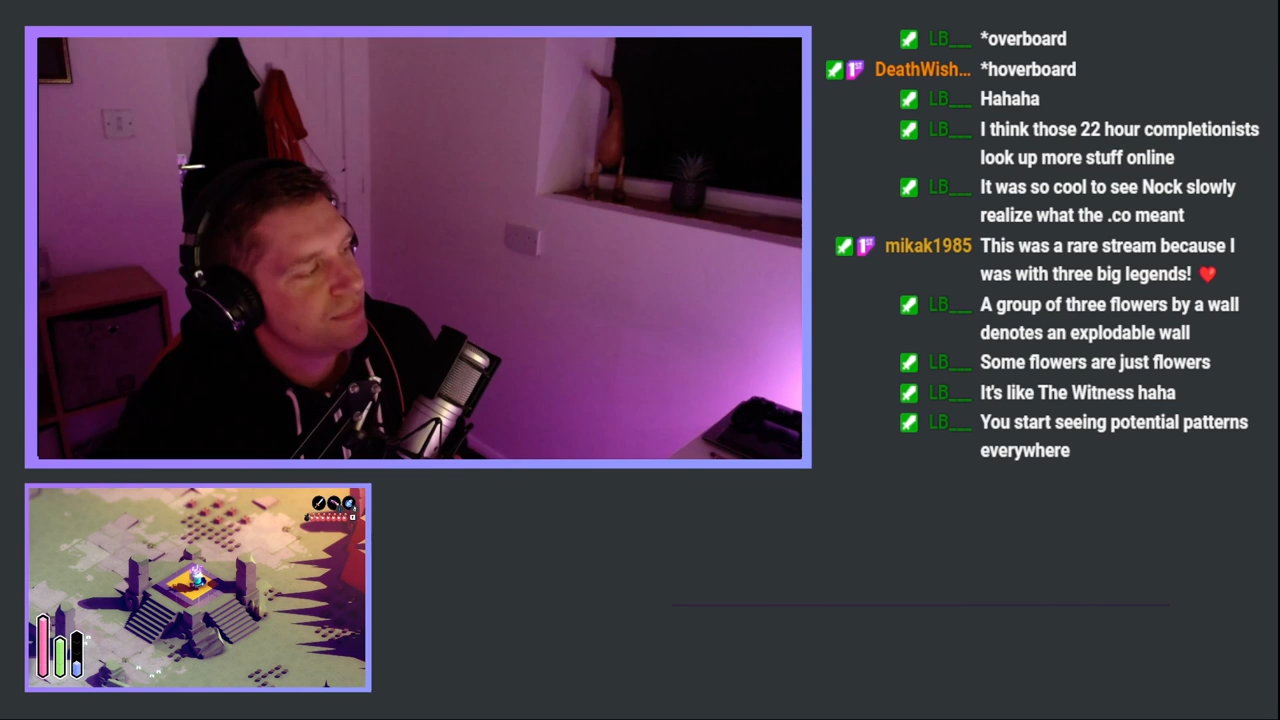 LB___ *overboard
1ST DeathWish... *hoverboard
LB___ Hahaha
LB___ I think those 22 hour completionists
look up more stuff online
LB___ It was so cool to see Nock slowly
realize what the .co meant
1ST mikak1985 This was a rare stream because I
was with three big legends! ❤️
LB___ A group of three flowers by a wall
denotes an explodable wall
LB___ Some flowers are just flowers
LB___ It's like The Witness haha
LB___ You start seeing potential patterns
everywhere